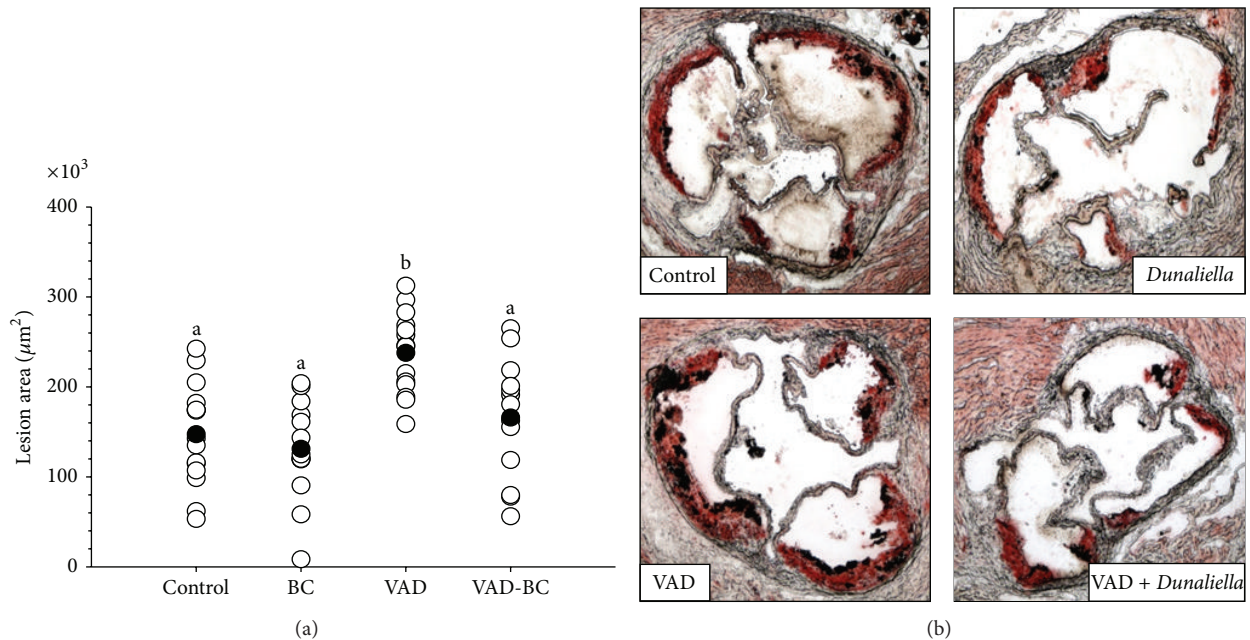 ×10³
400
300
200
100
0
Lesion area (μm²)
a
a
b
a
Control
BC
VAD
VAD-BC
(a)
Control
Dunaliella
VAD
VAD + Dunaliella
(b)